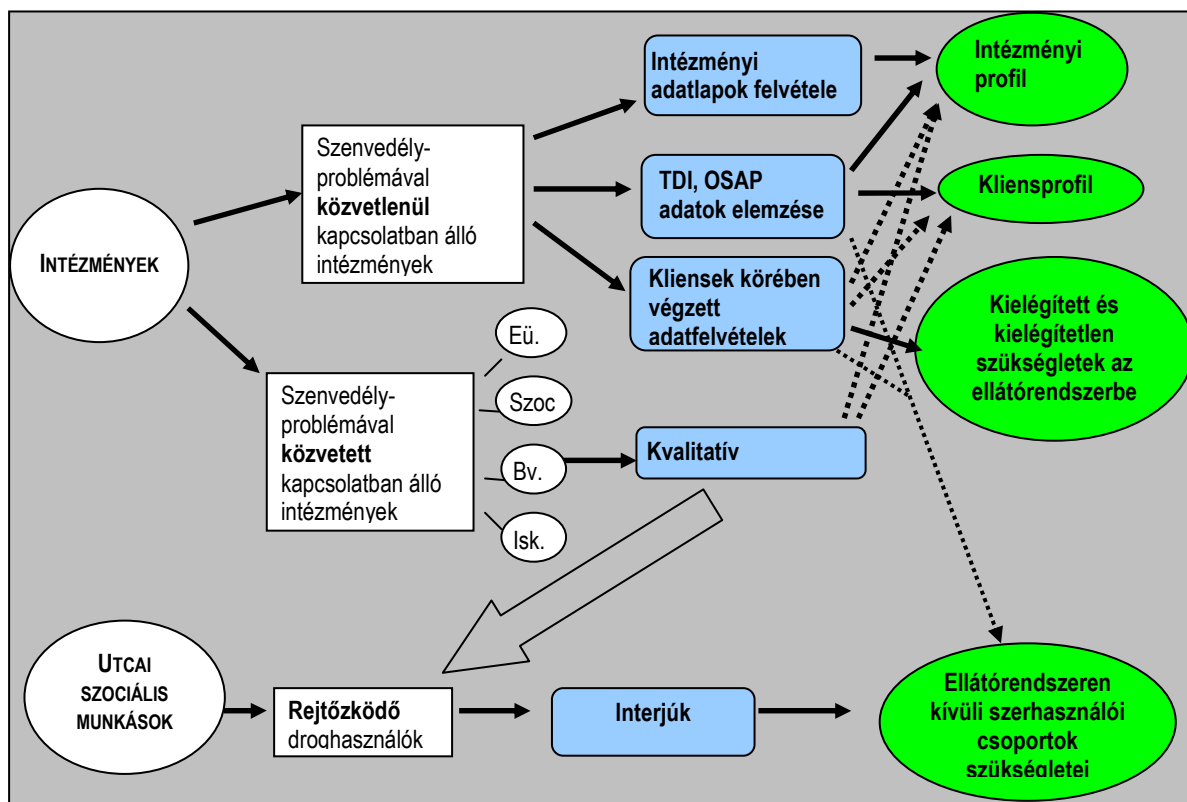 Intézményi
adatlapok felvétele
Intézményi
profil
Szenvedély-
problémával
közvetlenül
kapcsolatban álló
intézmények
TDI, OSAP
adatok elemzése
Kliensprofil
INTÉZMÉNYEK
Kliensek körében
végzett
adatfelvételek
Kielégített és
kielégítetlen
szükségletek az
ellátórendszerbe
Szenvedély-
problémával
közvetett
kapcsolatban álló
intézmények
Eü.
Szoc
Bv.
Isk.
Kvalitatív
UTCAI
SZOCIÁLIS
MUNKÁSOK
Rejtőzködő
droghasználók
Interjúk
Ellátórendszeren
kívüli szerhasználói
csoportok
szükségletei